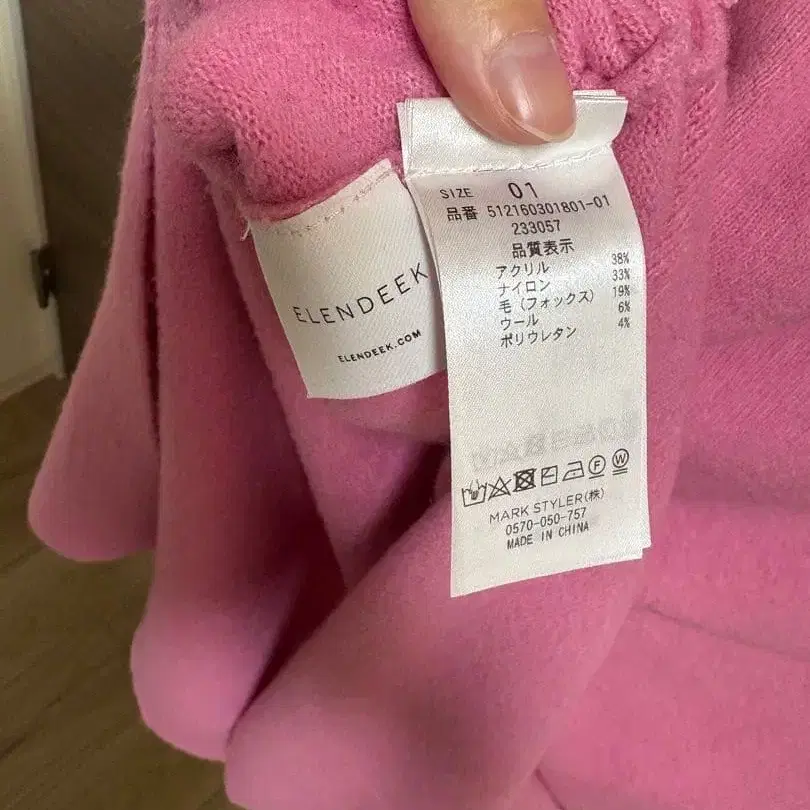 ELENDEEK
ELENDEEK.COM
SIZE 01
品番 512160301801-01
233057
品質表示
アクリル 38%
ナイロン 33%
毛(フォックス) 19%
ウール 6%
ポリウレタン 4%
F W
MARK STYLER(株)
0570-050-757
MADE IN CHINA